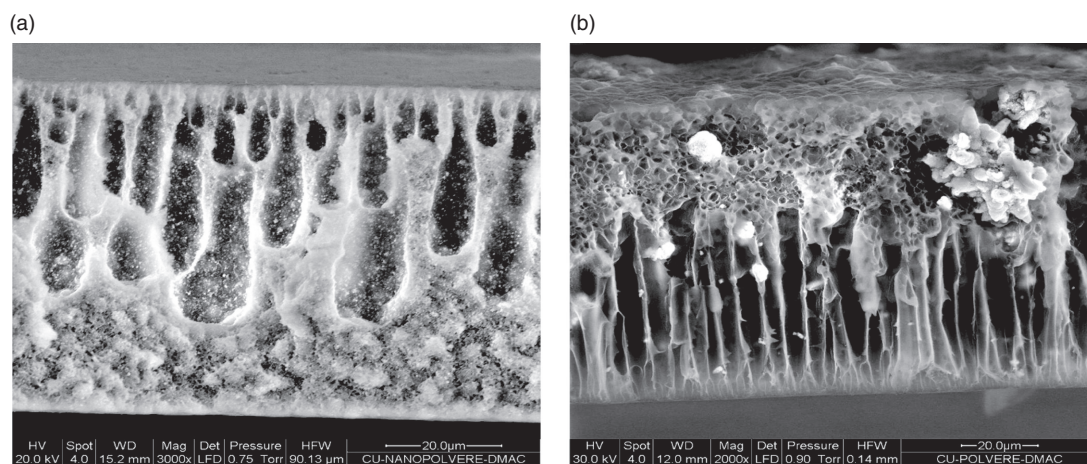 (a)
(b)
HV Spot WD Mag Det Pressure HFW 20.0µm
20.0 kV 4.0 15.2 mm 3000x LFD 0.75 Torr 90.13 µm CU-NANOPOLVERE-DMAC
HV Spot WD Mag Det Pressure HFW 20.0µm
30.0 kV 4.0 12.0 mm 2000x LFD 0.90 Torr 0.14 mm CU-POLVERE-DMAC